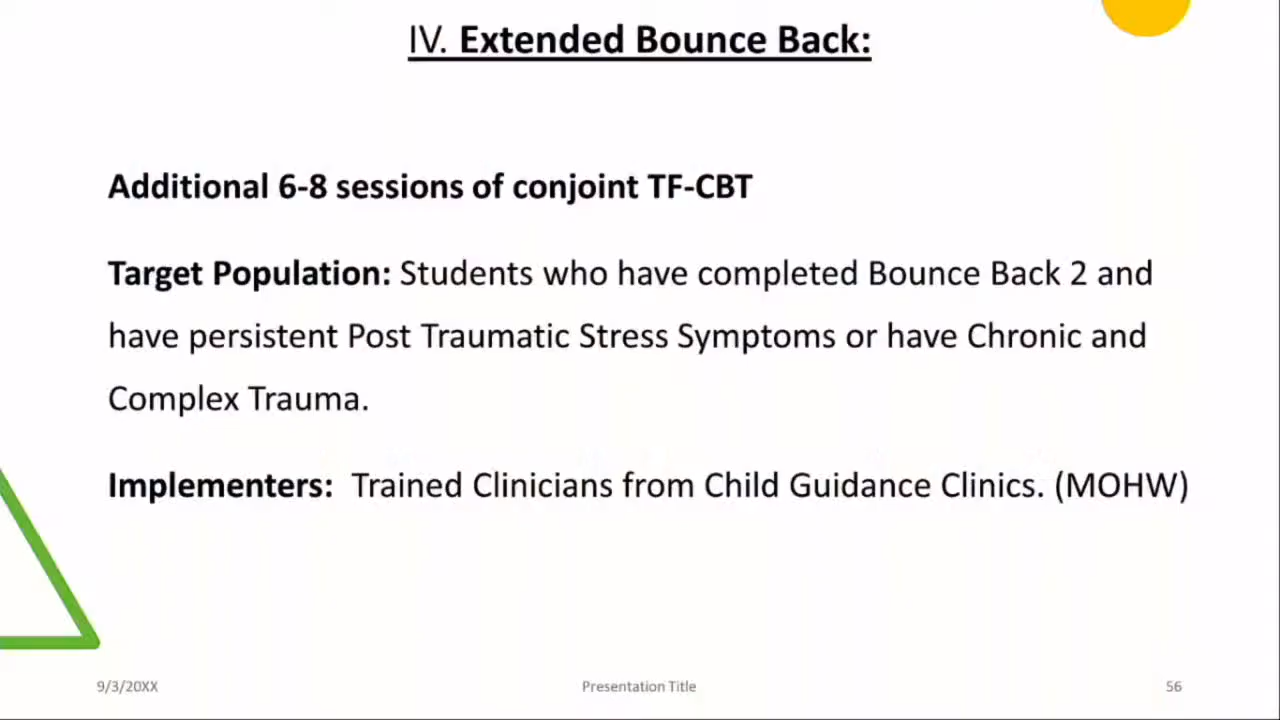 IV. Extended Bounce Back:
Additional 6-8 sessions of conjoint TF-CBT
Target Population: Students who have completed Bounce Back 2 and
have persistent Post Traumatic Stress Symptoms or have Chronic and
Complex Trauma.
Implementers: Trained Clinicians from Child Guidance Clinics. (MOHW)
9/3/20XX
Presentation Title
56